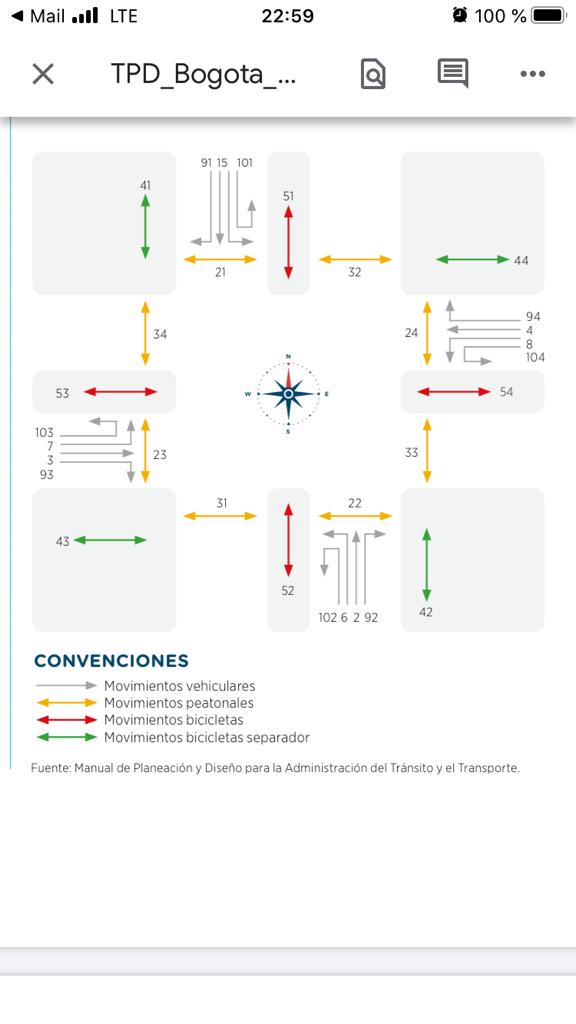 Mail LTE 22:59 100 %
TPD_Bogota_...
91 15 101
41
51
21
32
44
34
24
94
4
8
104
N
W E
S
53
54
103
7
3
93
23
33
31
22
43
52
102 6 2 92
42
CONVENCIONES
Movimientos vehiculares
Movimientos peatonales
Movimientos bicicletas
Movimientos bicicletas separador
Fuente: Manual de Planeación y Diseño para la Administración del Tránsito y el Transporte.